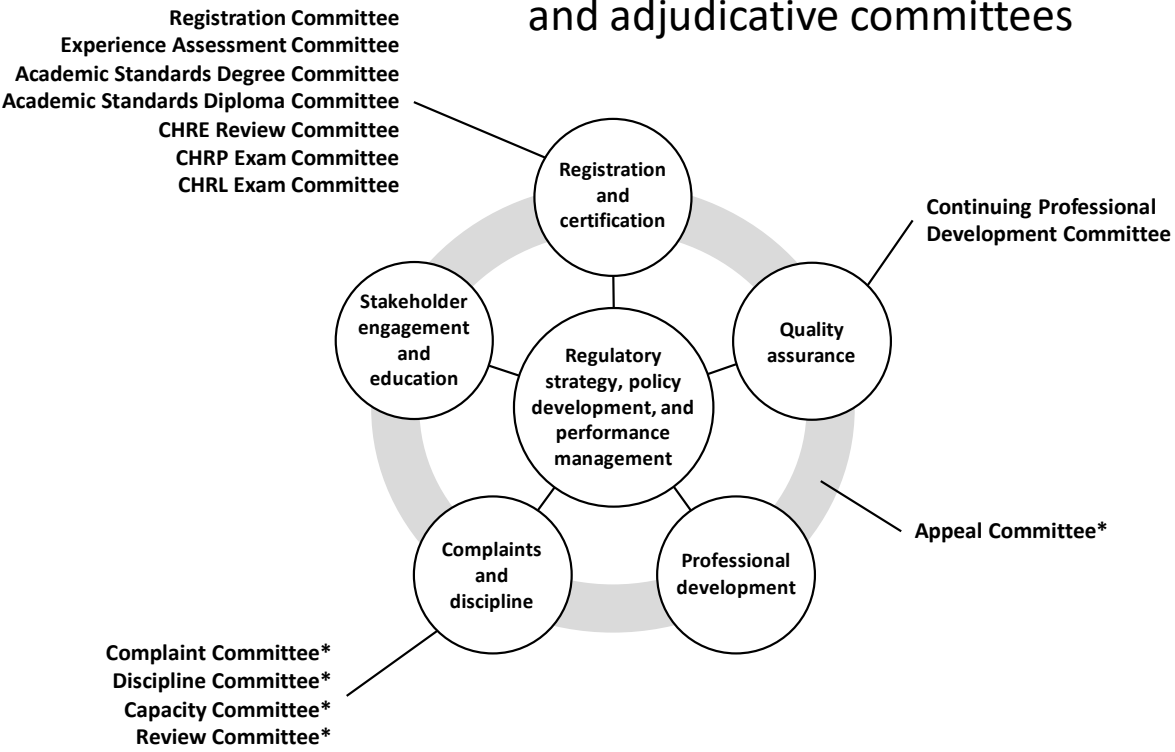 and adjudicative committees
Registration Committee
Experience Assessment Committee
Academic Standards Degree Committee
Academic Standards Diploma Committee
CHRE Review Committee
CHRP Exam Committee
CHRL Exam Committee
Registration
and
certification
Continuing Professional
Development Committee
Stakeholder
engagement
and
education
Quality
assurance
Regulatory
strategy, policy
development, and
performance
management
Appeal Committee*
Complaints
and
discipline
Professional
development
Complaint Committee*
Discipline Committee*
Capacity Committee*
Review Committee*